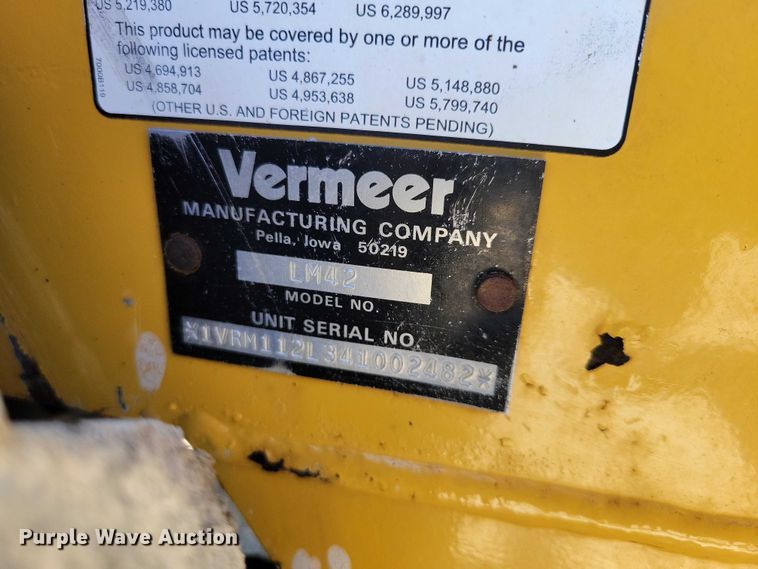 US 5,219,380 US 5,720,354 US 6,289,997
This product may be covered by one or more of the
following licensed patents:
US 4,694,913 US 4,867,255 US 5,148,880
US 4,858,704 US 4,953,638 US 5,799,740
(OTHER U.S. AND FOREIGN PATENTS PENDING)
Vermeer
MANUFACTURING COMPANY
Pella, Iowa 50219
LM42
MODEL NO.
UNIT SERIAL NO.
*1VRM112L341002482*
Purple Wave Auction